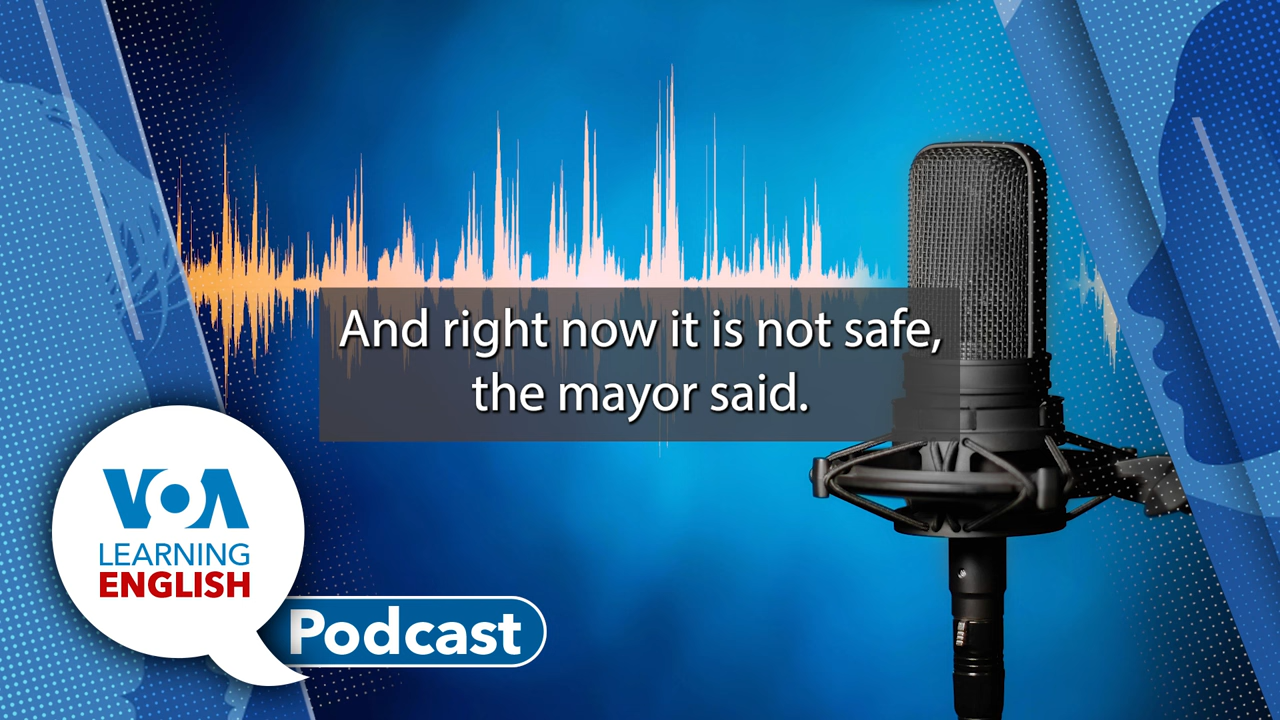 And right now it is not safe,
the mayor said.
VOA
LEARNING
ENGLISH
Podcast